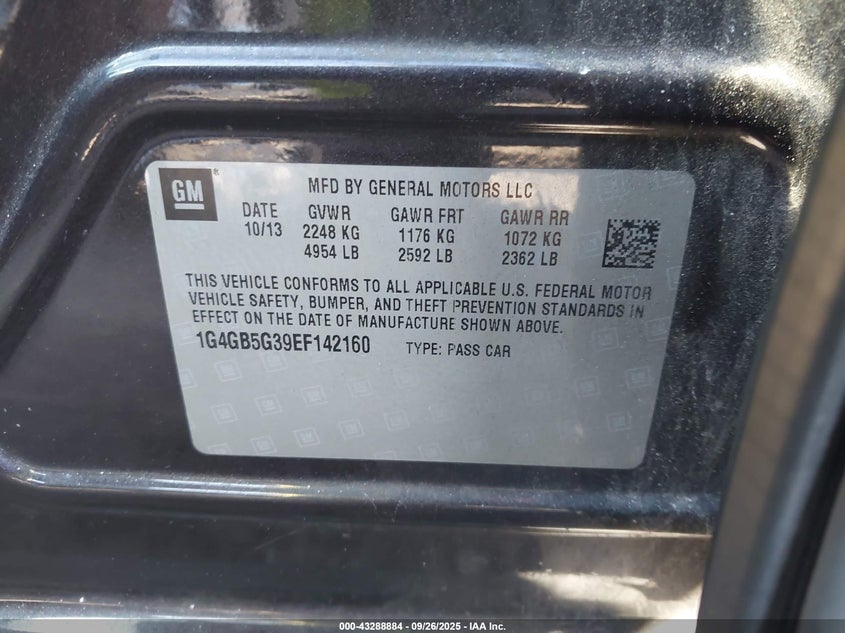 GM ®
MFD BY GENERAL MOTORS LLC
DATE GVWR GAWR FRT GAWR RR
10/13 2248 KG 1176 KG 1072 KG
4954 LB 2592 LB 2362 LB
THIS VEHICLE CONFORMS TO ALL APPLICABLE U.S. FEDERAL MOTOR
VEHICLE SAFETY, BUMPER, AND THEFT PREVENTION STANDARDS IN
EFFECT ON THE DATE OF MANUFACTURE SHOWN ABOVE.
1G4GB5G39EF142160 TYPE: PASS CAR
000-43288884 - 09/26/2025 - IAA Inc.